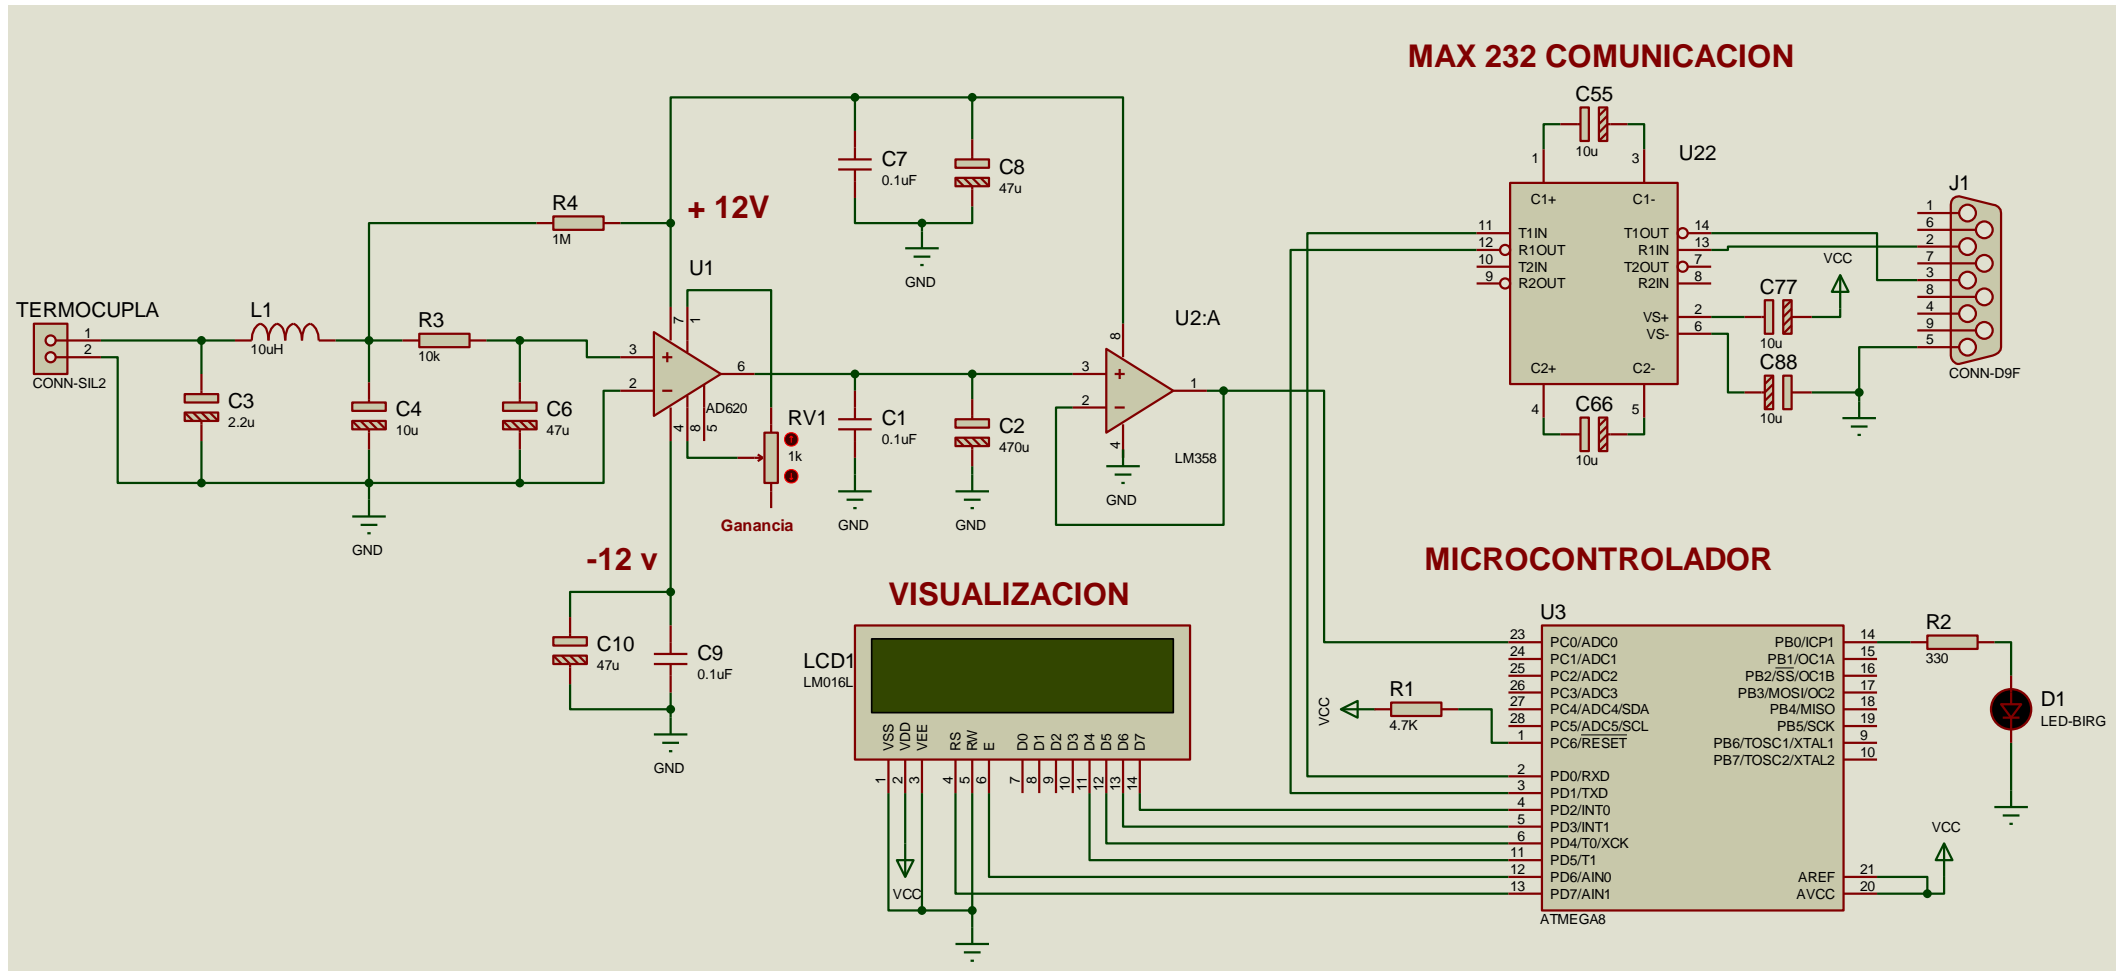 MAX 232 COMUNICACION
C55
10u
U22
1
3
C1+
C1-
11
T1IN
T1OUT
14
12
R1OUT
R1IN
13
10
T2IN
T2OUT
7
9
R2OUT
R2IN
8
VS+
2
VS-
6
C2+
C2-
4
5
C66
10u
C77
10u
VCC
C88
10u
J1
1
6
2
7
3
8
4
9
5
CONN-D9F
C7
0.1uF
C8
47u
GND
R4
1M
+ 12V
TERMOCUPLA
1
2
CONN-SIL2
L1
10uH
R3
10k
C3
2.2u
C4
10u
C6
47u
GND
U1
7
1
3
2
6
4
8
5
AD620
RV1
1k
Ganancia
C1
0.1uF
GND
C2
470u
GND
U2:A
8
3
2
1
4
LM358
GND
-12 v
C10
47u
C9
0.1uF
GND
VISUALIZACION
LCD1
LM016L
VSS
VDD
VEE
RS
RW
E
D0
D1
D2
D3
D4
D5
D6
D7
1
2
3
4
5
6
7
8
9
10
11
12
13
14
VCC
MICROCONTROLADOR
U3
23
PC0/ADC0
24
PC1/ADC1
25
PC2/ADC2
26
PC3/ADC3
27
PC4/ADC4/SDA
28
PC5/ADC5/SCL
1
PC6/RESET
2
PD0/RXD
3
PD1/TXD
4
PD2/INT0
5
PD3/INT1
6
PD4/T0/XCK
11
PD5/T1
12
PD6/AIN0
13
PD7/AIN1
PB0/ICP1
14
PB1/OC1A
15
PB2/SS/OC1B
16
PB3/MOSI/OC2
17
PB4/MISO
18
PB5/SCK
19
PB6/TOSC1/XTAL1
9
PB7/TOSC2/XTAL2
10
AREF
21
AVCC
20
ATMEGA8
VCC
R1
4.7K
R2
330
D1
LED-BIRG
VCC